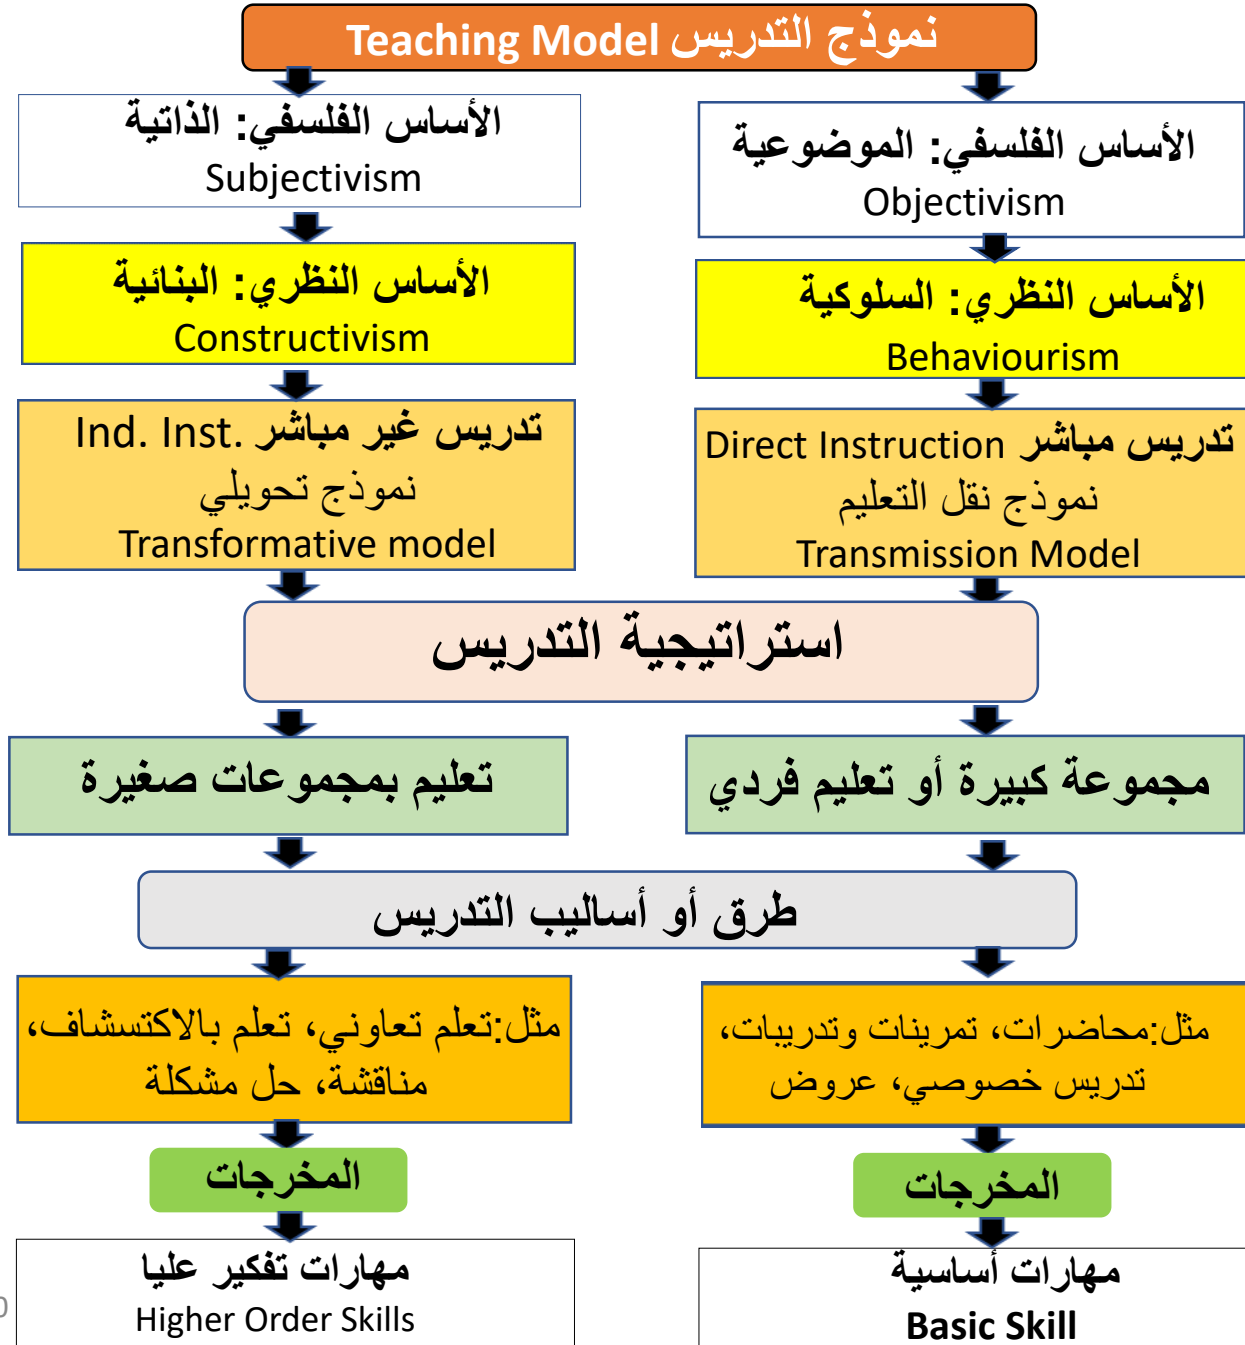 نموذج التدريس Teaching Model
الأساس الفلسفي: الموضوعية
Objectivism
الأساس الفلسفي: الذاتية
Subjectivism
الأساس النظري: السلوكية
Behaviourism
الأساس النظري: البنائية
Constructivism
تدريس مباشر Direct Instruction
نموذج نقل التعليم
Transmission Model
تدريس غير مباشر Ind. Inst.
نموذج تحويلي
Transformative model
استراتيجية التدريس
مجموعة كبيرة أو تعليم فردي
تعليم بمجموعات صغيرة
طرق أو أساليب التدريس
مثل:محاضرات، تمرينات وتدريبات،
تدريس خصوصي، عروض
مثل:تعلم تعاوني، تعلم بالاكتسشاف،
مناقشة، حل مشكلة
المخرجات
المخرجات
مهارات أساسية
Basic Skill
مهارات تفكير عليا
Higher Order Skills